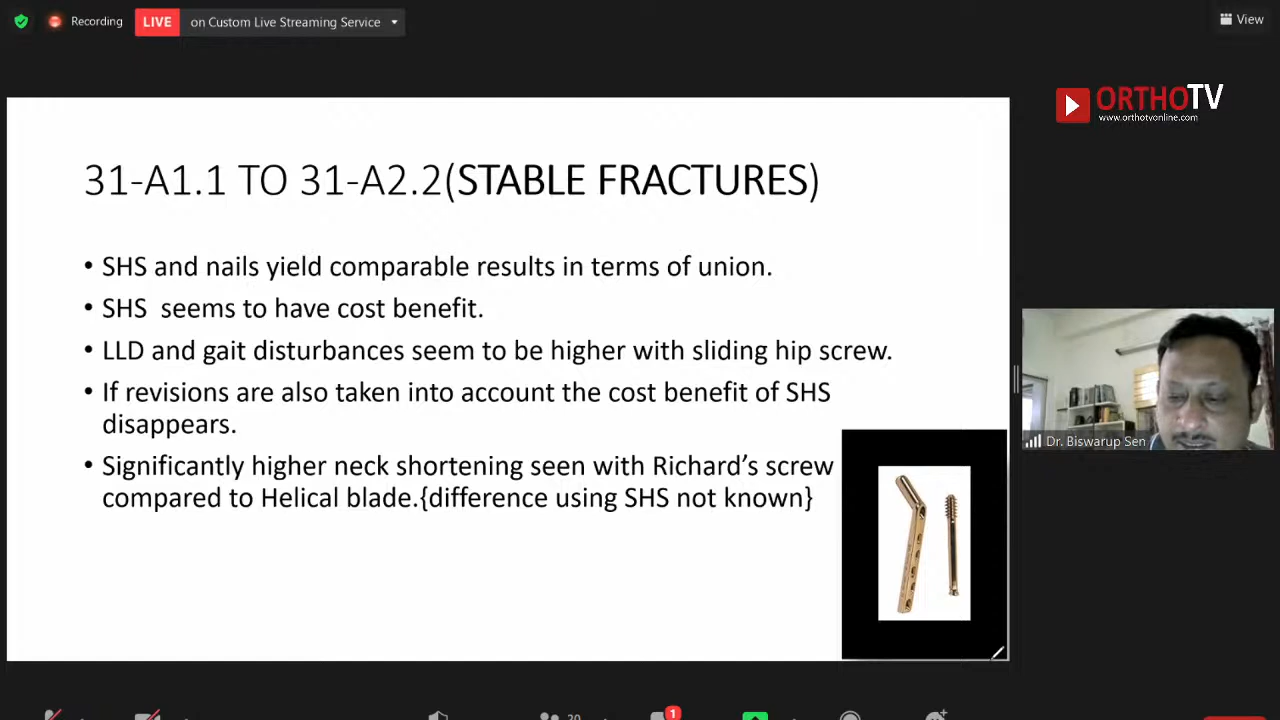 Recording
LIVE on Custom Live Streaming Service
View
ORTHOTV
www.orthotvonline.com
31-A1.1 TO 31-A2.2(STABLE FRACTURES)
• SHS and nails yield comparable results in terms of union.
• SHS seems to have cost benefit.
• LLD and gait disturbances seem to be higher with sliding hip screw.
• If revisions are also taken into account the cost benefit of SHS
disappears.
• Significantly higher neck shortening seen with Richard’s screw
compared to Helical blade.{difference using SHS not known}
Dr. Biswarup Sen
20
1